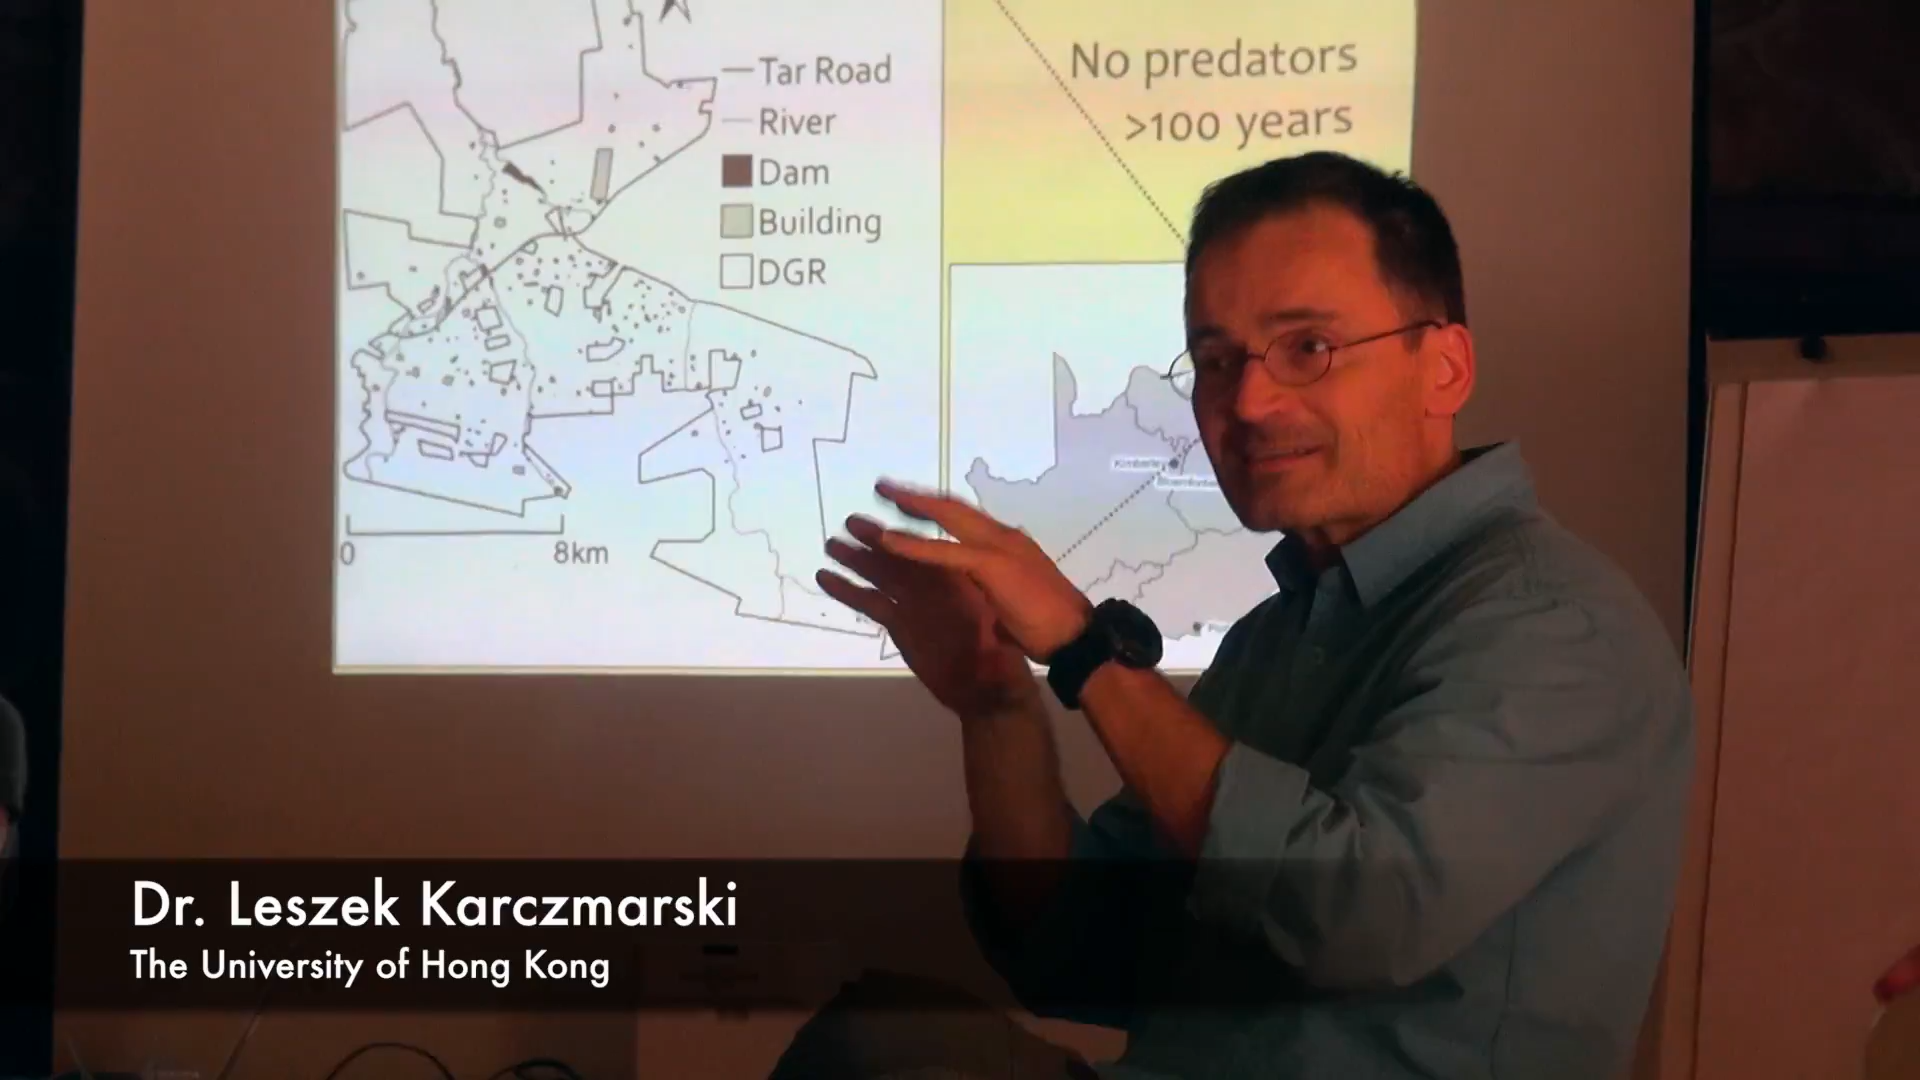 Tar Road
River
Dam
Building
DGR
0 8km
No predators
>100 years
Kimberley
Dr. Leszek Karczmarski
The University of Hong Kong